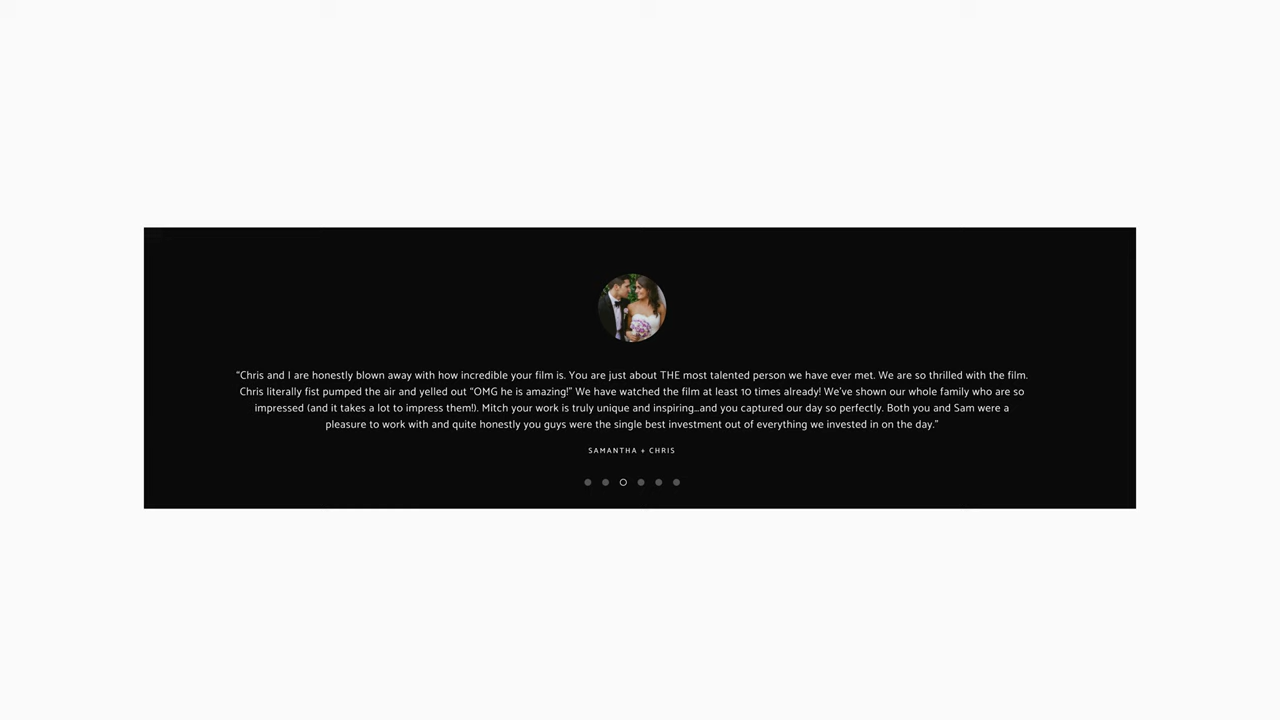 “Chris and I are honestly blown away with how incredible your film is. You are just about THE most talented person we have ever met. We are so thrilled with the film.
Chris literally fist pumped the air and yelled out “OMG he is amazing!” We have watched the film at least 10 times already! We’ve shown our whole family who are so
impressed (and it takes a lot to impress them!). Mitch your work is truly unique and inspiring…and you captured our day so perfectly. Both you and Sam were a
pleasure to work with and quite honestly you guys were the single best investment out of everything we invested in on the day.”
SAMANTHA + CHRIS